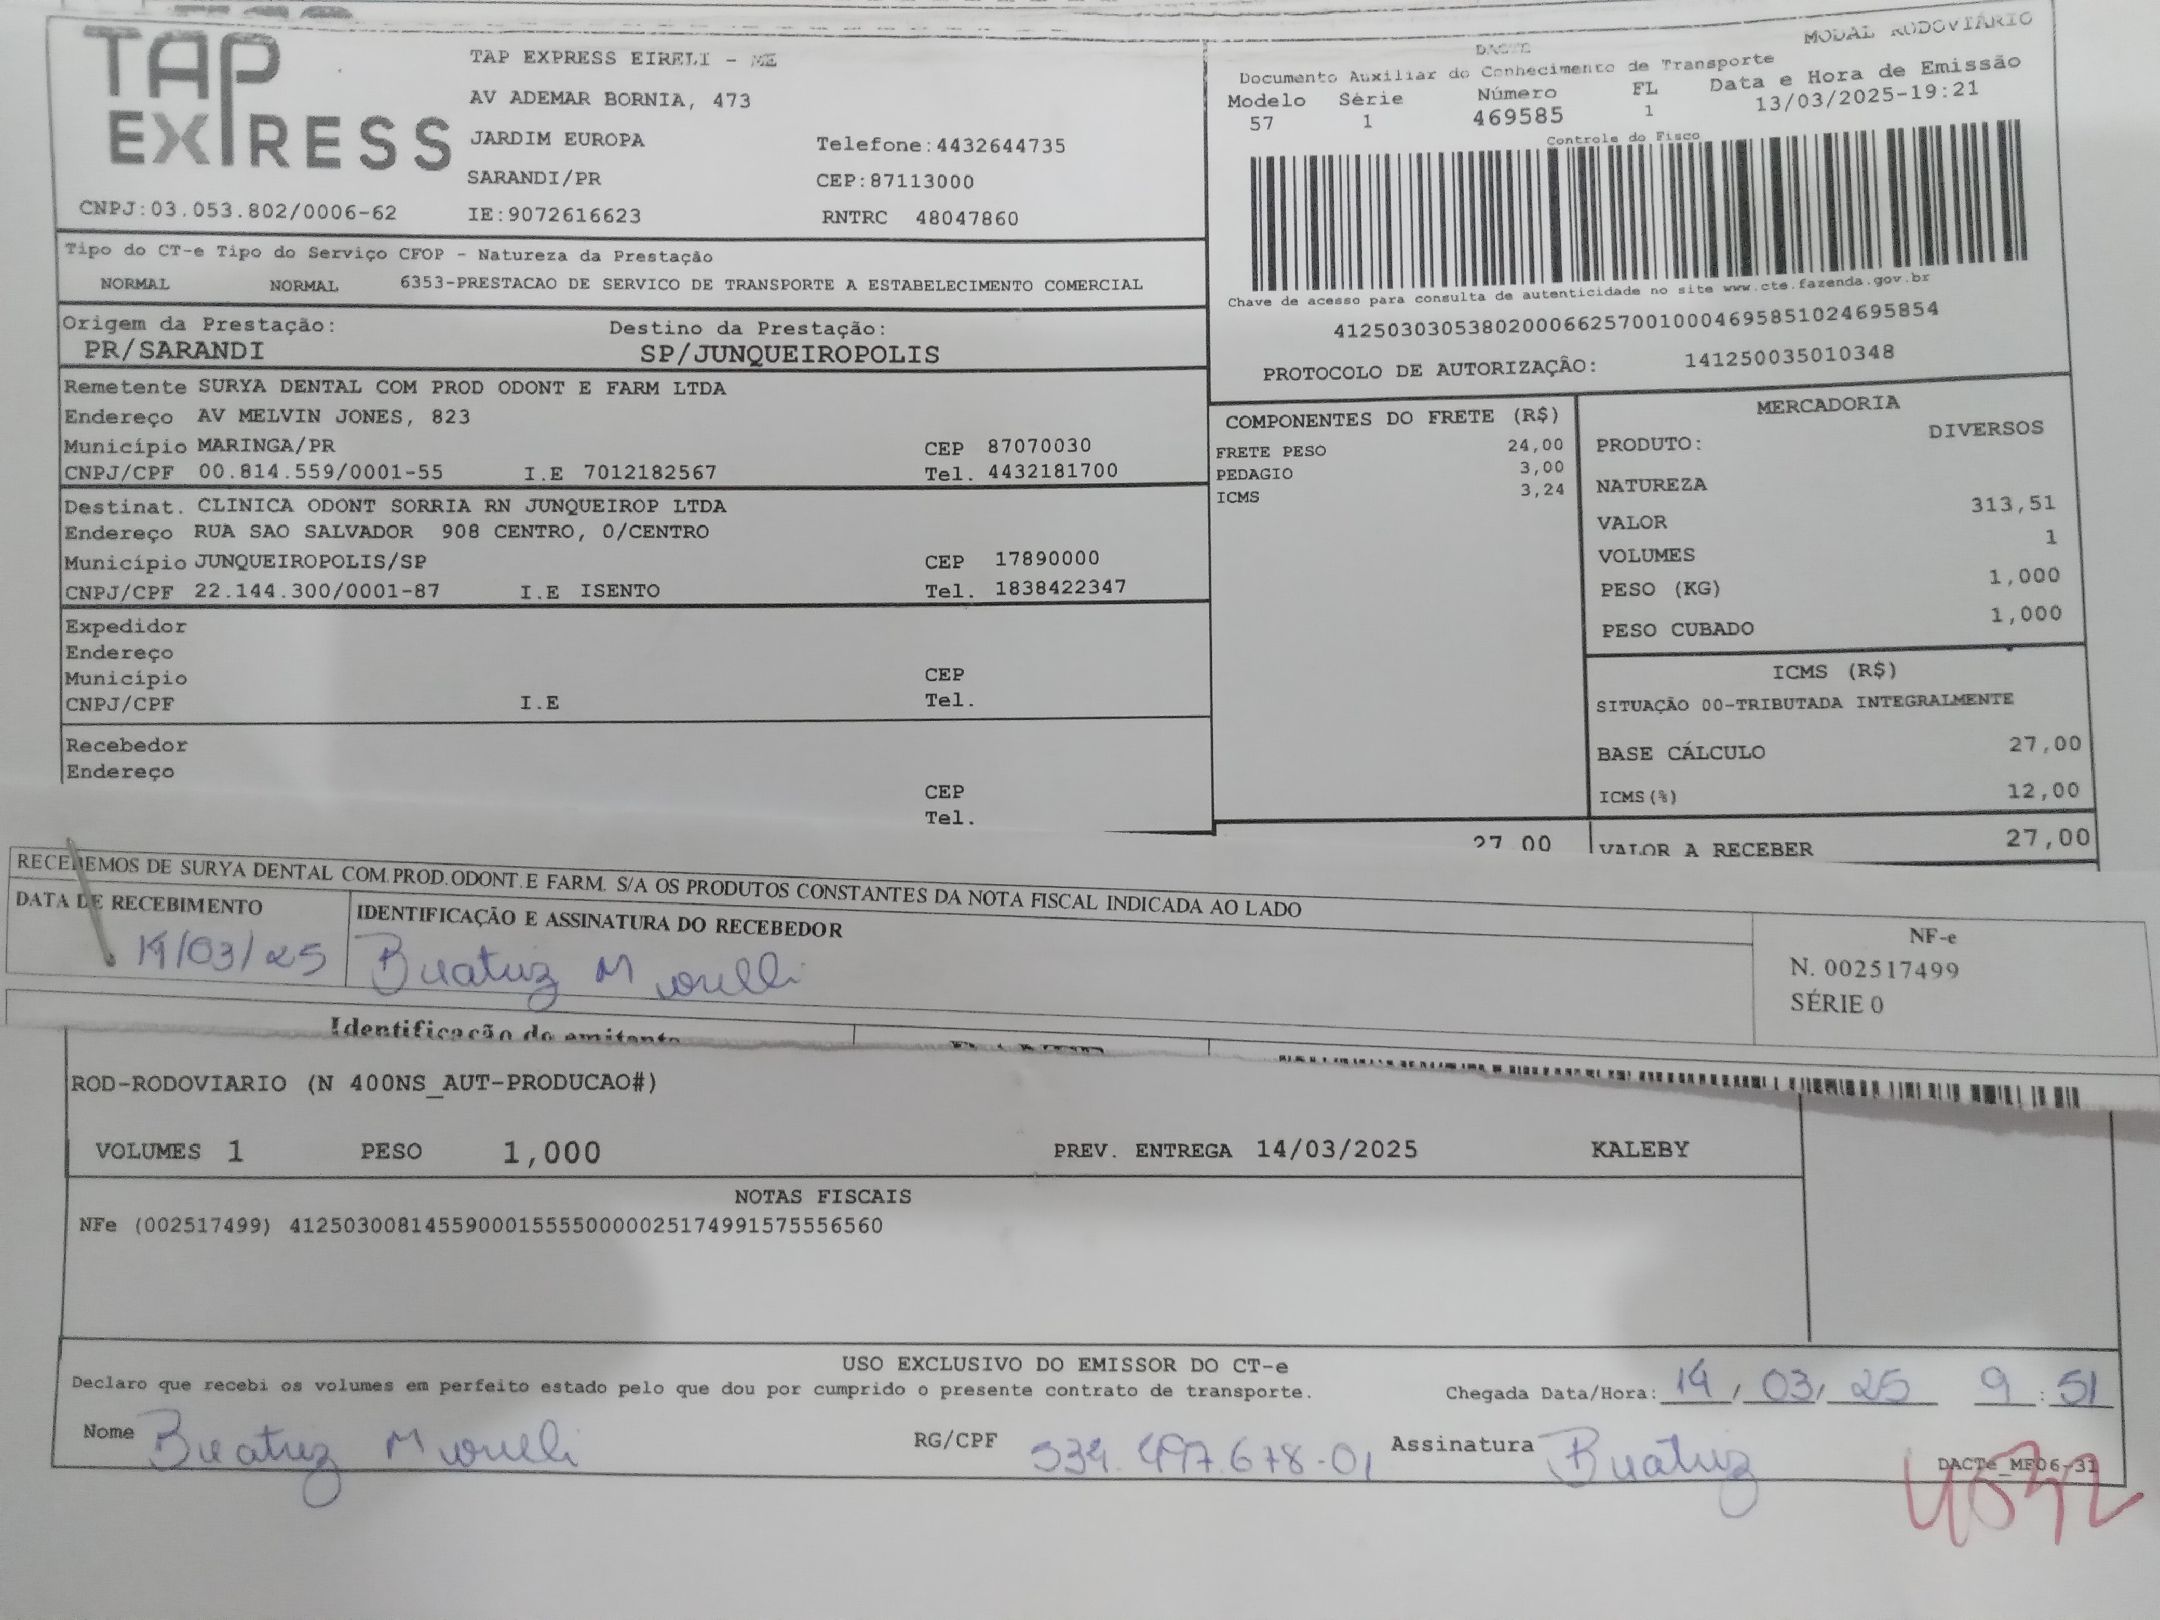 TAP EXPRESS
TAP EXPRESS EIRELI - ME
AV ADEMAR BORNIA, 473
JARDIM EUROPA Telefone:4432644735
SARANDI/PR CEP:87113000
CNPJ:03.053.802/0006-62 IE:9072616623 RNTRC 48047860
DACTE MODAL RODOVIÁRIO
Documento Auxiliar do Conhecimento de Transporte
Modelo Série Número FL Data e Hora de Emissão
57 1 469585 1 13/03/2025-19:21
Controle do Fisco
Chave de acesso para consulta de autenticidade no site www.cte.fazenda.gov.br
41250303053802000662570010004695851024695854
PROTOCOLO DE AUTORIZAÇÃO: 141250035010348
Tipo do CT-e Tipo do Serviço CFOP - Natureza da Prestação
NORMAL NORMAL 6353-PRESTACAO DE SERVICO DE TRANSPORTE A ESTABELECIMENTO COMERCIAL
Origem da Prestação: Destino da Prestação:
PR/SARANDI SP/JUNQUEIROPOLIS
Remetente SURYA DENTAL COM PROD ODONT E FARM LTDA
Endereço AV MELVIN JONES, 823
Município MARINGA/PR CEP 87070030
CNPJ/CPF 00.814.559/0001-55 I.E 7012182567 Tel. 4432181700
Destinat. CLINICA ODONT SORRIA RN JUNQUEIROP LTDA
Endereço RUA SAO SALVADOR 908 CENTRO, 0/CENTRO
Município JUNQUEIROPOLIS/SP CEP 17890000
CNPJ/CPF 22.144.300/0001-87 I.E ISENTO Tel. 1838422347
Expedidor
Endereço
Município CEP
CNPJ/CPF I.E Tel.
Recebedor
Endereço
CEP
Tel.
COMPONENTES DO FRETE (R$)
FRETE PESO 24,00
PEDAGIO 3,00
ICMS 3,24
27,00
MERCADORIA
PRODUTO: DIVERSOS
NATUREZA
VALOR 313,51
VOLUMES 1
PESO (KG) 1,000
PESO CUBADO 1,000
ICMS (R$)
SITUAÇÃO 00-TRIBUTADA INTEGRALMENTE
BASE CÁLCULO 27,00
ICMS(%) 12,00
VALOR A RECEBER 27,00
RECEBEMOS DE SURYA DENTAL COM.PROD.ODONT.E FARM. S/A OS PRODUTOS CONSTANTES DA NOTA FISCAL INDICADA AO LADO
DATA DE RECEBIMENTO IDENTIFICAÇÃO E ASSINATURA DO RECEBEDOR
14/03/25 Beatriz M
NF-e
N. 002517499
SÉRIE 0
Identificação do emitente
ROD-RODOVIARIO (N 400NS_AUT-PRODUCAO#)
VOLUMES 1 PESO 1,000 PREV. ENTREGA 14/03/2025 KALEBY
NOTAS FISCAIS
NFe (002517499) 41250300814559000155550000025174991575556560
USO EXCLUSIVO DO EMISSOR DO CT-e
Declaro que recebi os volumes em perfeito estado pelo que dou por cumprido o presente contrato de transporte. Chegada Data/Hora: 14/03/25 9:51
Nome Beatriz M RG/CPF 534.497.678-01 Assinatura Beatriz
DACTe_MF06-31